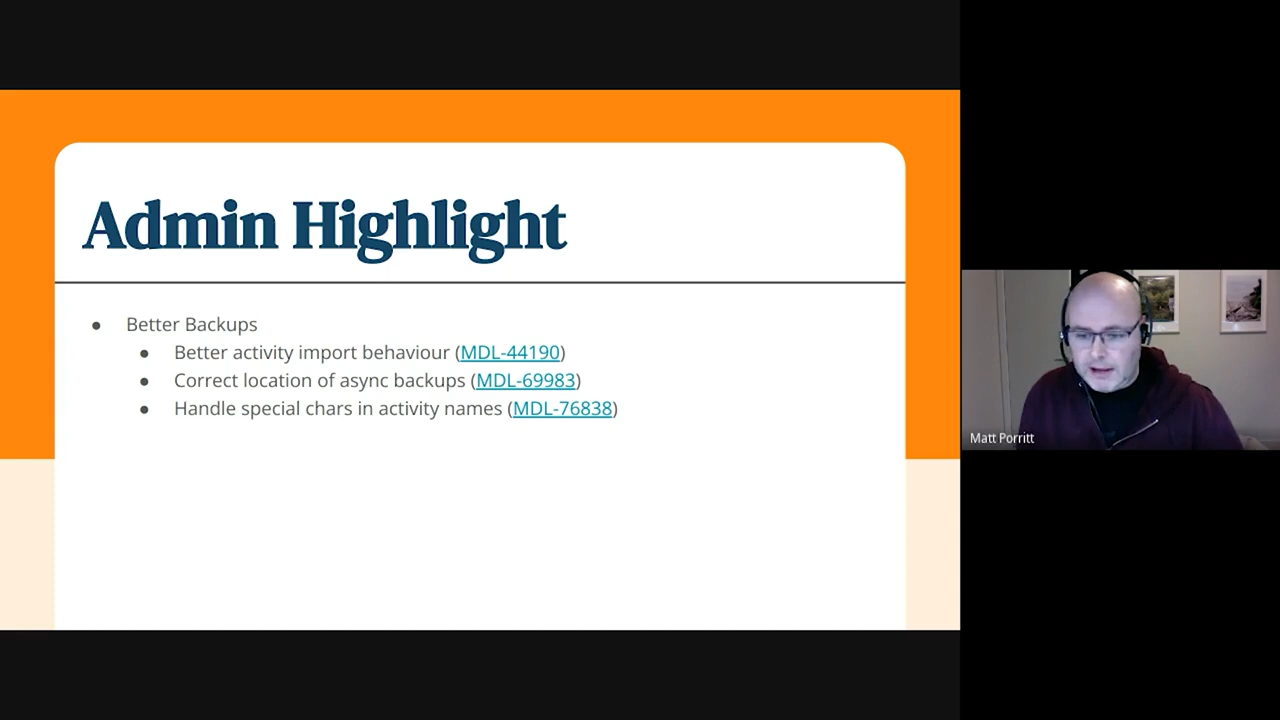 Admin Highlight
● Better Backups
● Better activity import behaviour (MDL-44190)
● Correct location of async backups (MDL-69983)
● Handle special chars in activity names (MDL-76838)
Matt Porritt